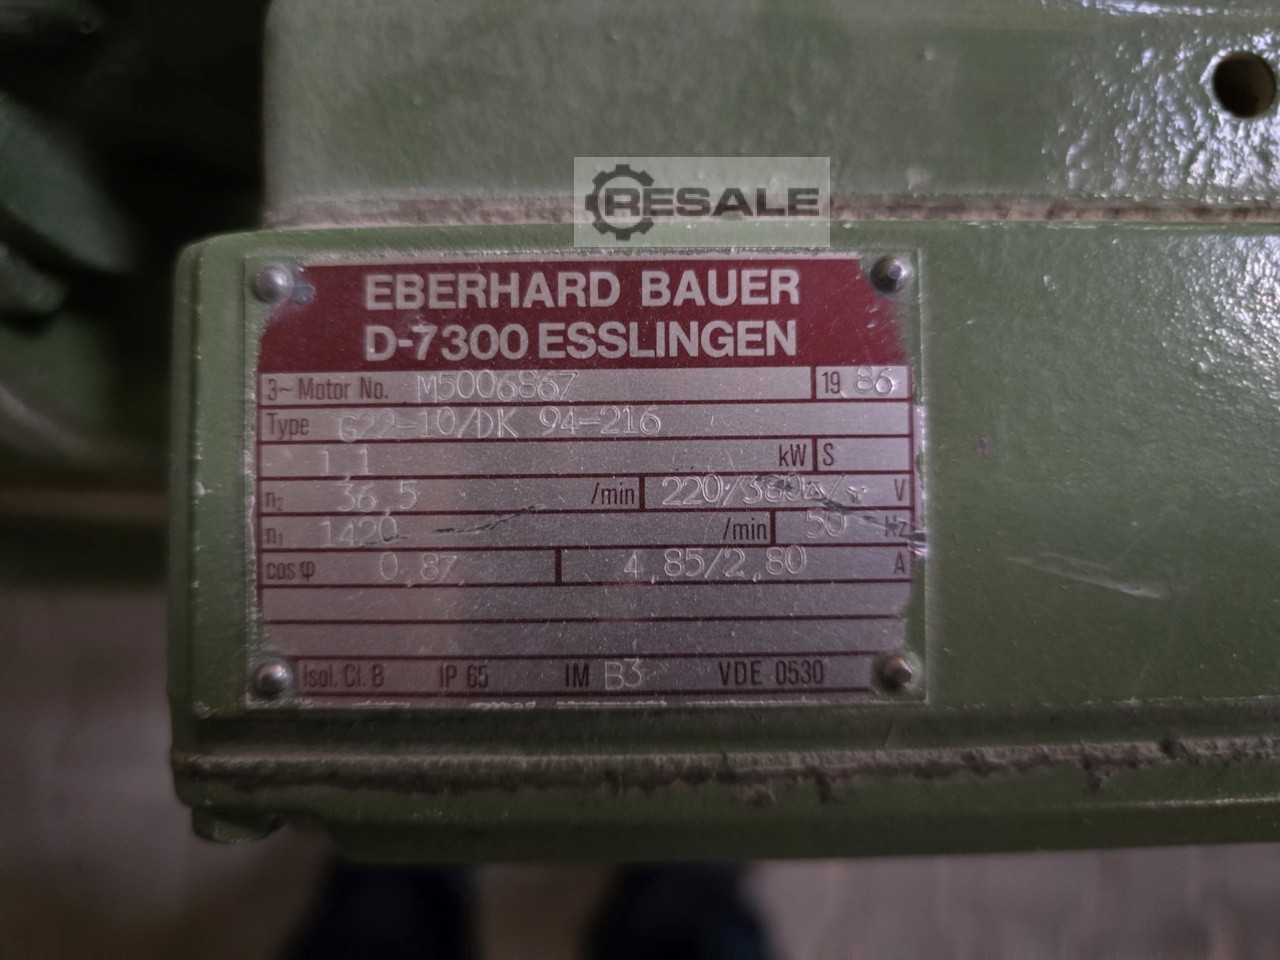 RESALE
EBERHARD BAUER
D-7300 ESSLINGEN
3~ Motor No. M5006867 19 86
Type G22-10/DK 94-216
1,1 kW S
n₂ 36,5 /min 220/380Δ/Y V
n₁ 1420 /min 50 Hz
cos φ 0,87 4,85/2,80 A
Isol. Cl. B IP 65 IM B3 VDE 0530